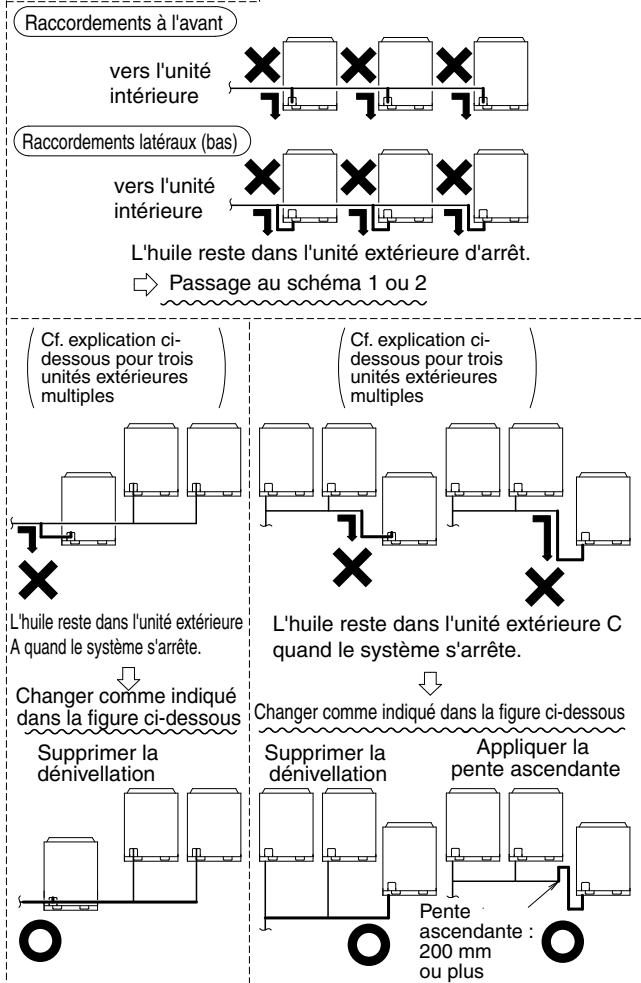 Raccordements à l'avant
vers l'unité
intérieure
Raccordements latéraux (bas)
vers l'unité
intérieure
L'huile reste dans l'unité extérieure d'arrêt.
Passage au schéma 1 ou 2
Cf. explication ci-
dessous pour trois
unités extérieures
multiples
L'huile reste dans l'unité extérieure
A quand le système s'arrête.
Changer comme indiqué
dans la figure ci-dessous
Supprimer la
dénivellation
Cf. explication ci-
dessous pour trois
unités extérieures
multiples
L'huile reste dans l'unité extérieure C
quand le système s'arrête.
Changer comme indiqué dans la figure ci-dessous
Supprimer la
dénivellation
Appliquer la
pente ascendante
Pente
ascendante :
200 mm
ou plus